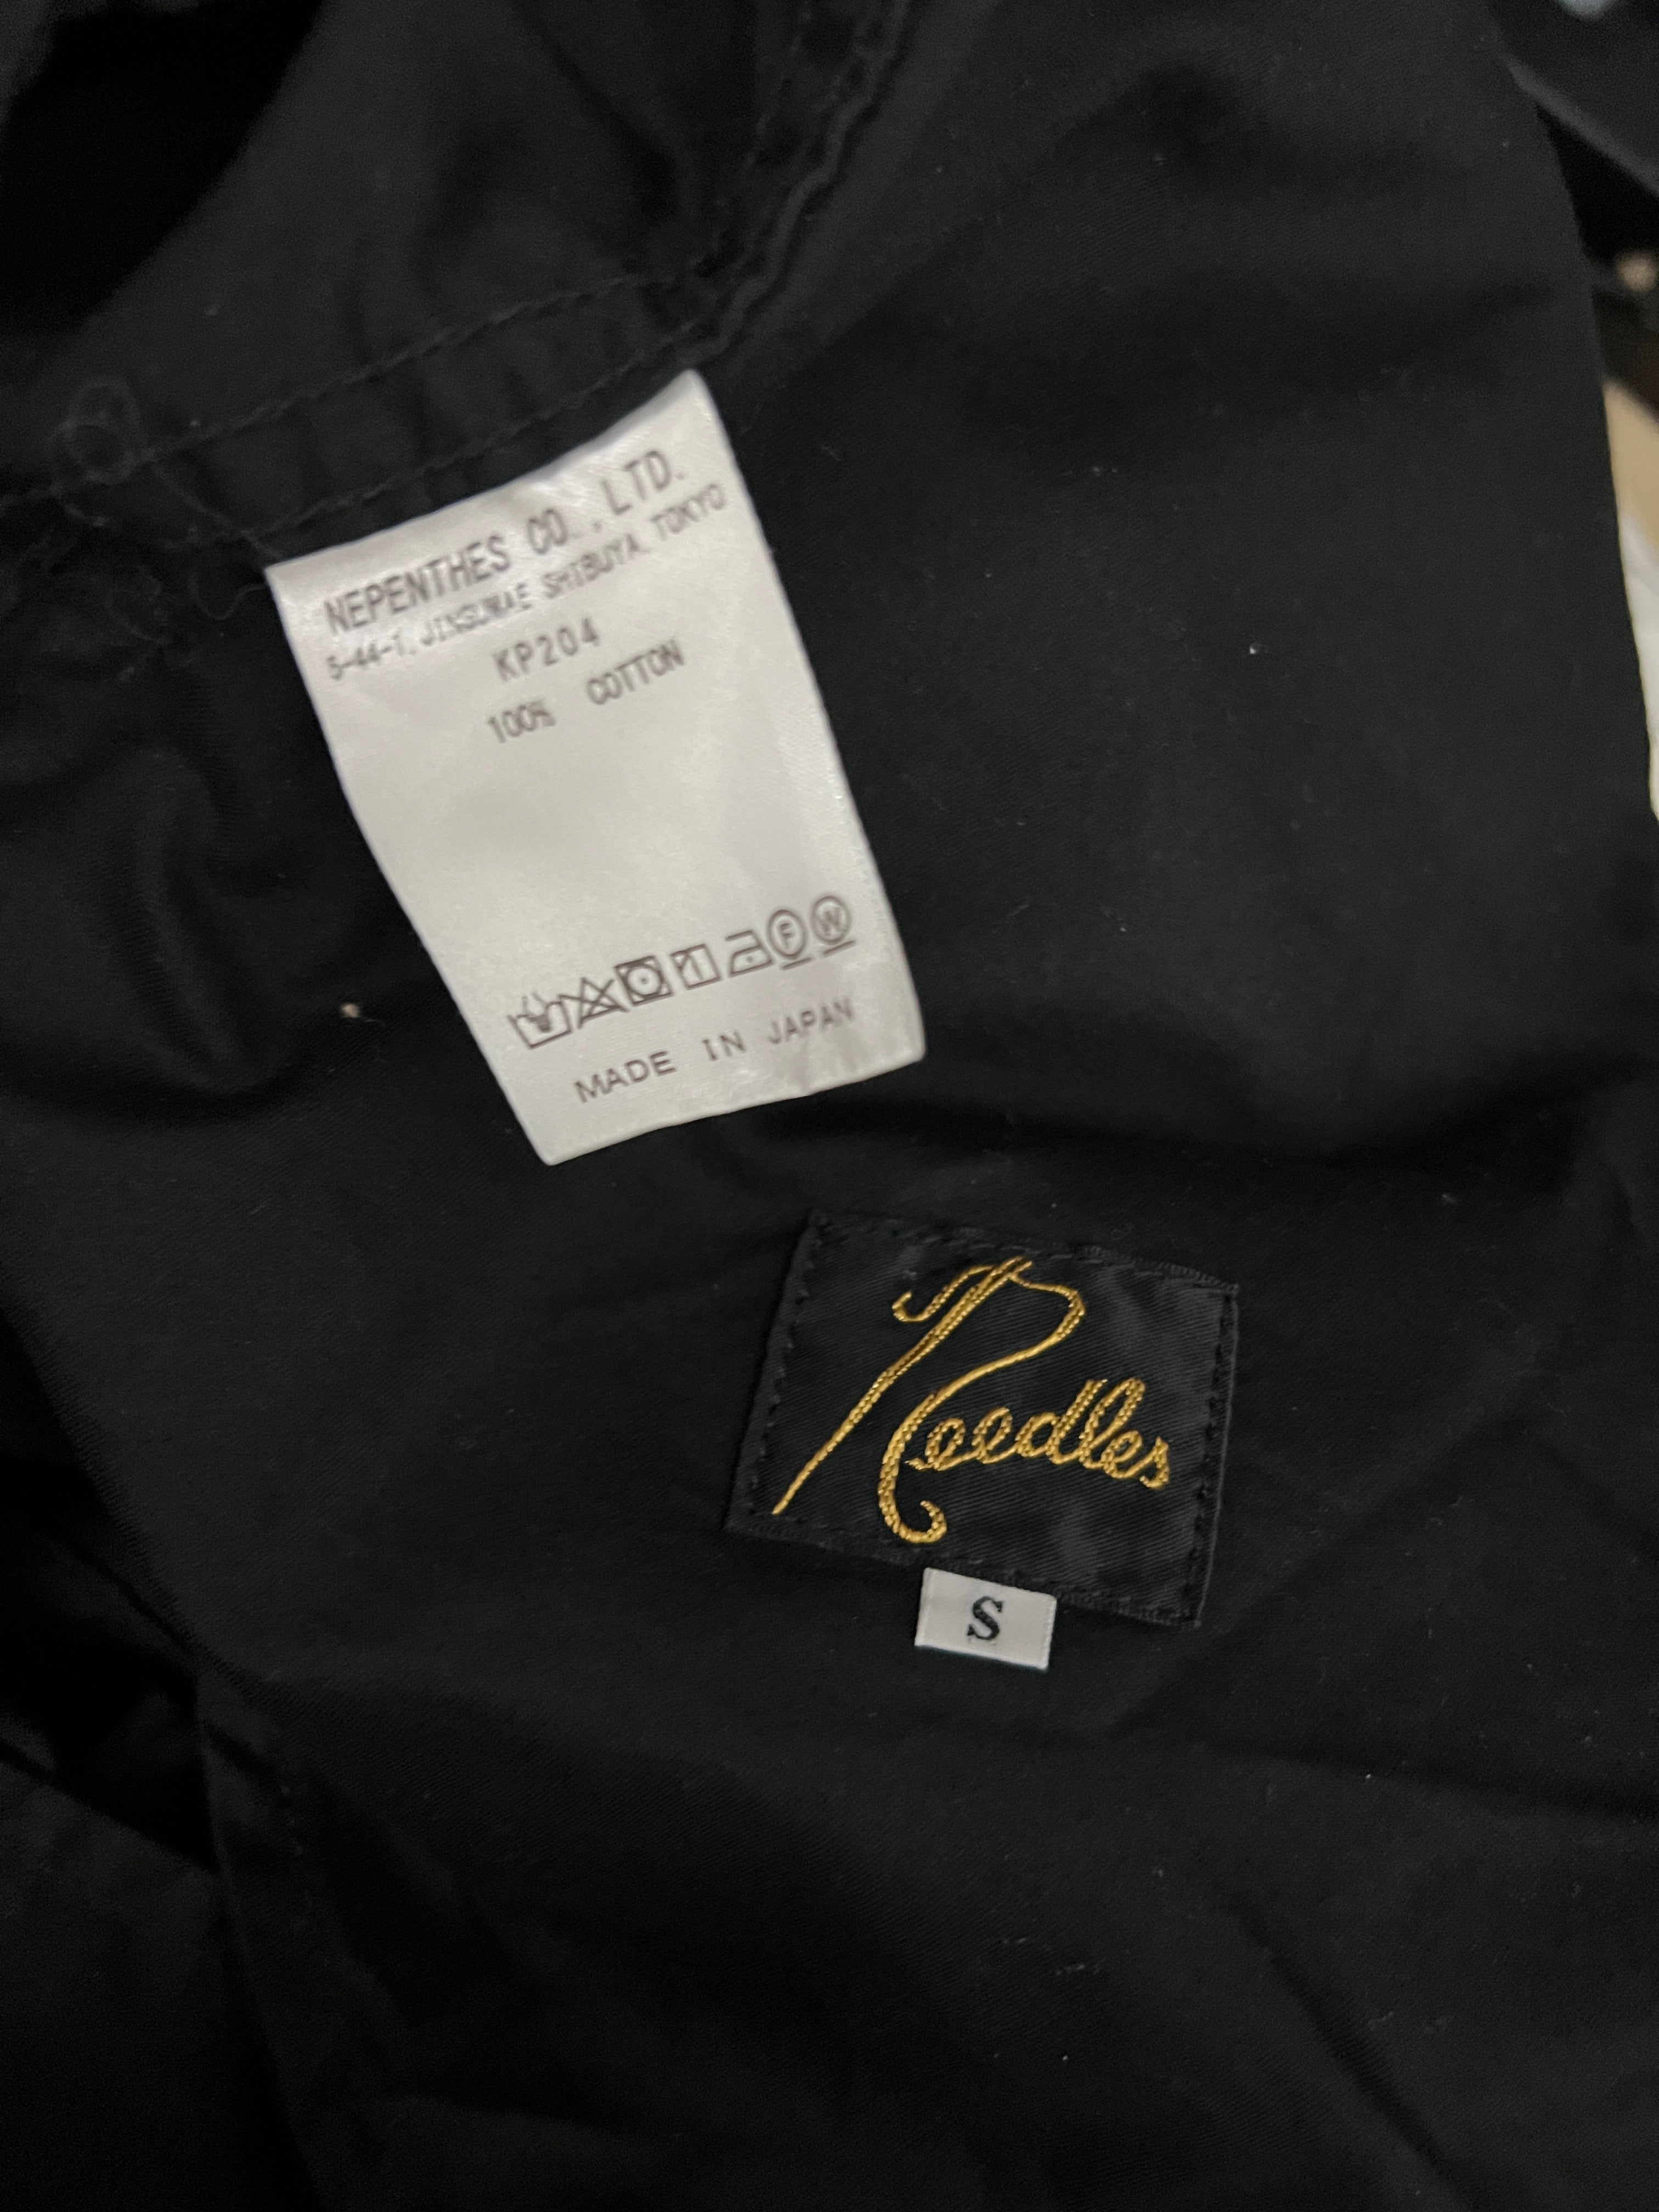 NEPENTHES CO.,LTD.
5-44-1, JINGUMAE SHIBUYA TOKYO
KP204
100% COTTON
F W
MADE IN JAPAN
Needles
S